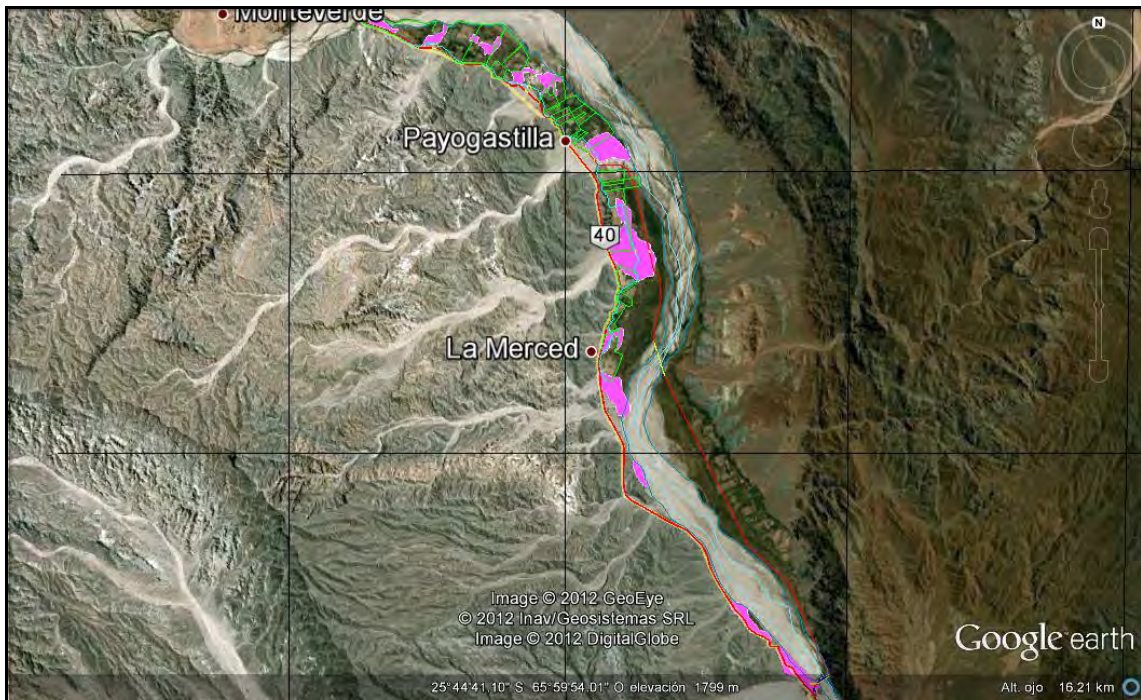 Monteverde
N
Payogastilla
40
La Merced
Image © 2012 GeoEye
© 2012 Inav/Geosistemas SRL
Image © 2012 DigitalGlobe
Google earth
25°44'41,10" S 65°59'54.01" O elevación 1799 m
Alt. ojo 16.21 km